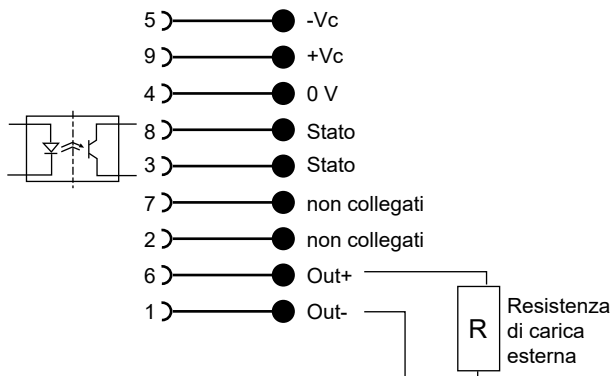 5 -Vc
9 +Vc
4 0 V
8 Stato
3 Stato
7 non collegati
2 non collegati
6 Out+
1 Out-
R
Resistenza
di carica
esterna